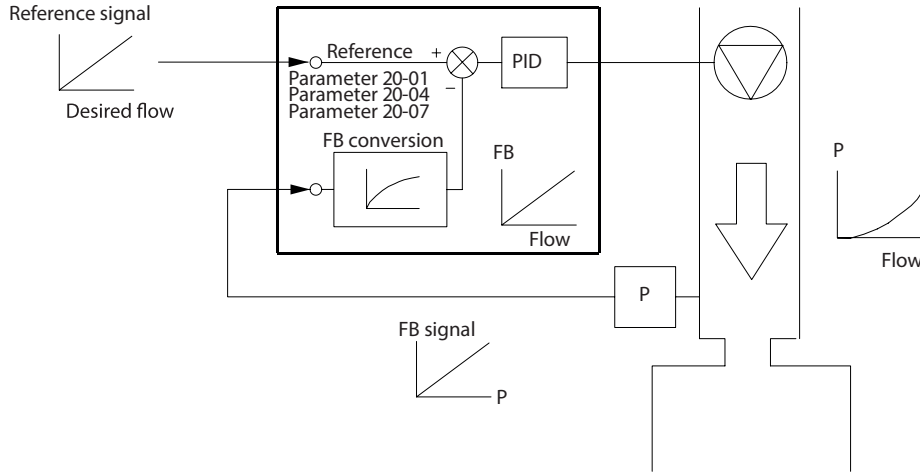 Reference signal
Desired flow
Reference
+
−
Parameter 20-01
Parameter 20-04
Parameter 20-07
FB conversion
PID
FB
Flow
P
Flow
P
FB signal
P